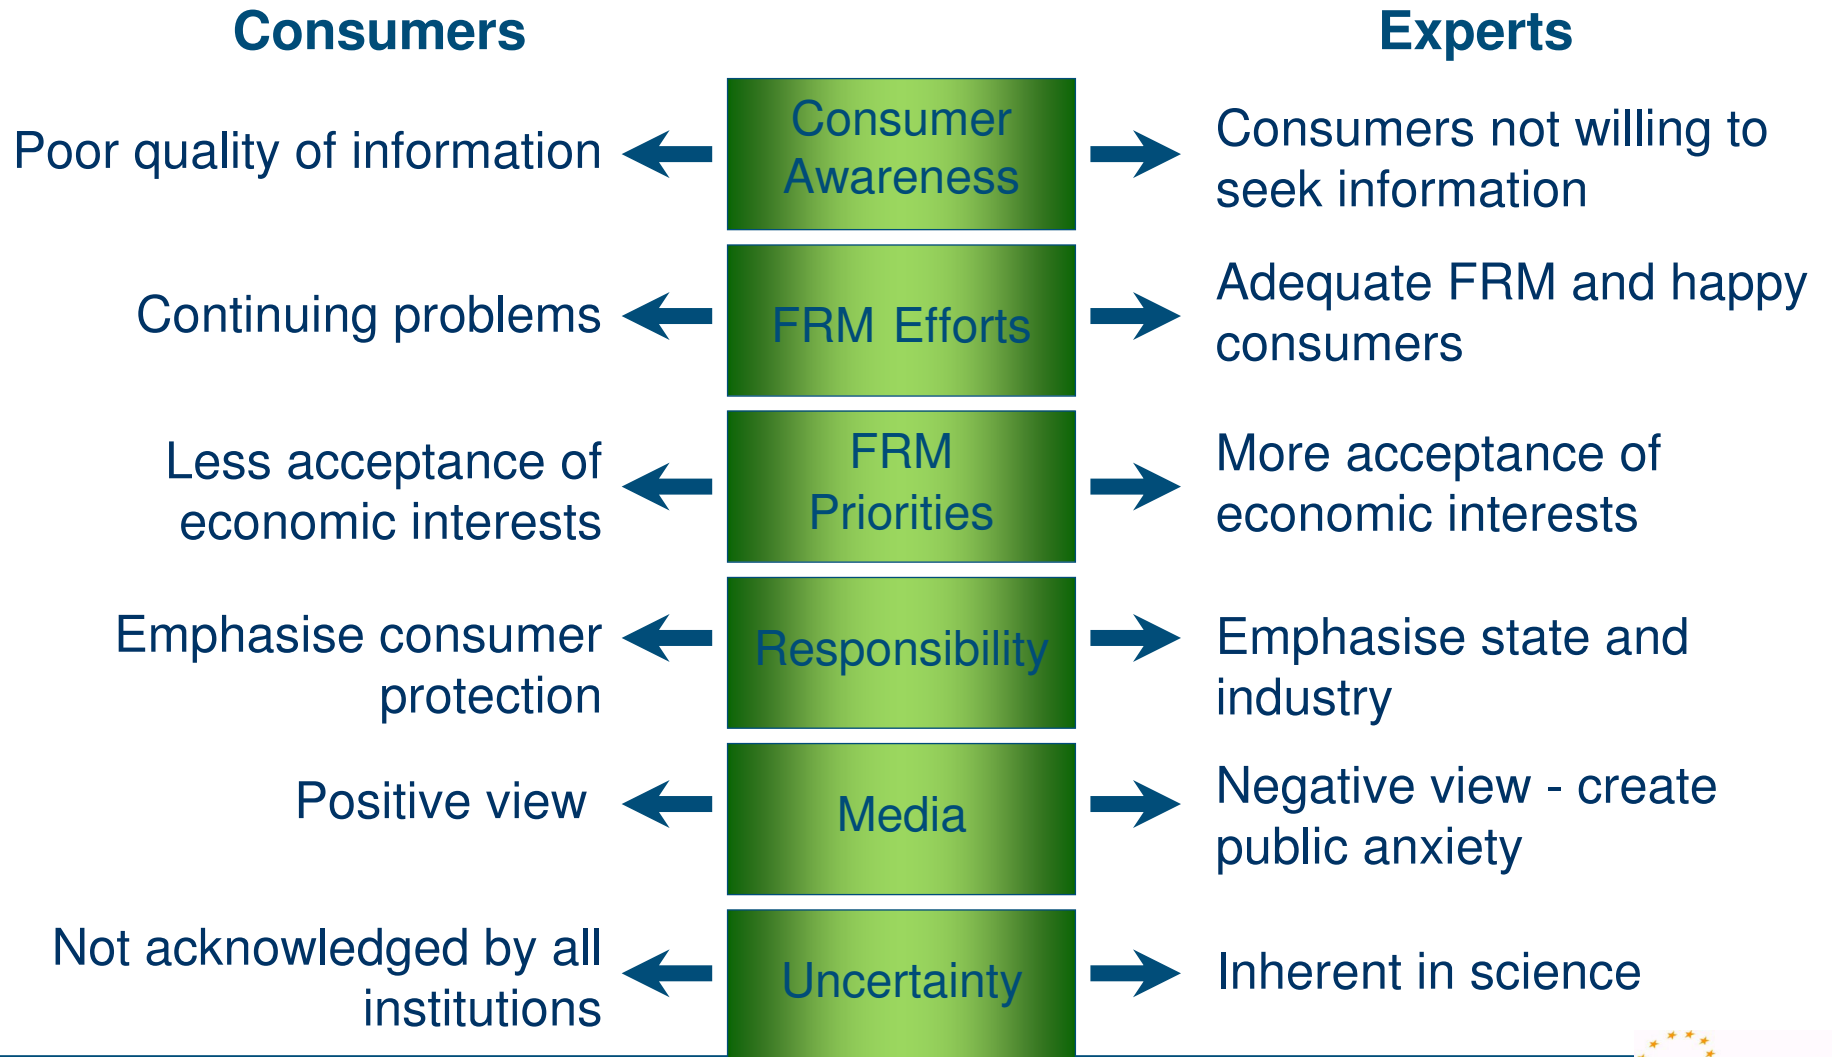 Consumers
Experts
Poor quality of information
Consumer
Awareness
Consumers not willing to
seek information
Continuing problems
FRM Efforts
Adequate FRM and happy
consumers
Less acceptance of
economic interests
FRM
Priorities
More acceptance of
economic interests
Emphasise consumer
protection
Responsibility
Emphasise state and
industry
Positive view
Media
Negative view - create
public anxiety
Not acknowledged by all
institutions
Uncertainty
Inherent in science